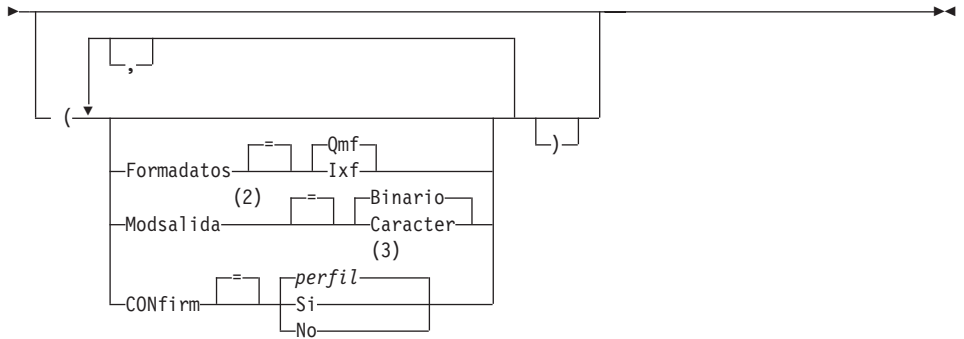 ,
(
)
= Qmf
Formadatos Ixf
(2)
= Binario
Modsalida Caracter
(3)
= perfil
CONfirm Si
No